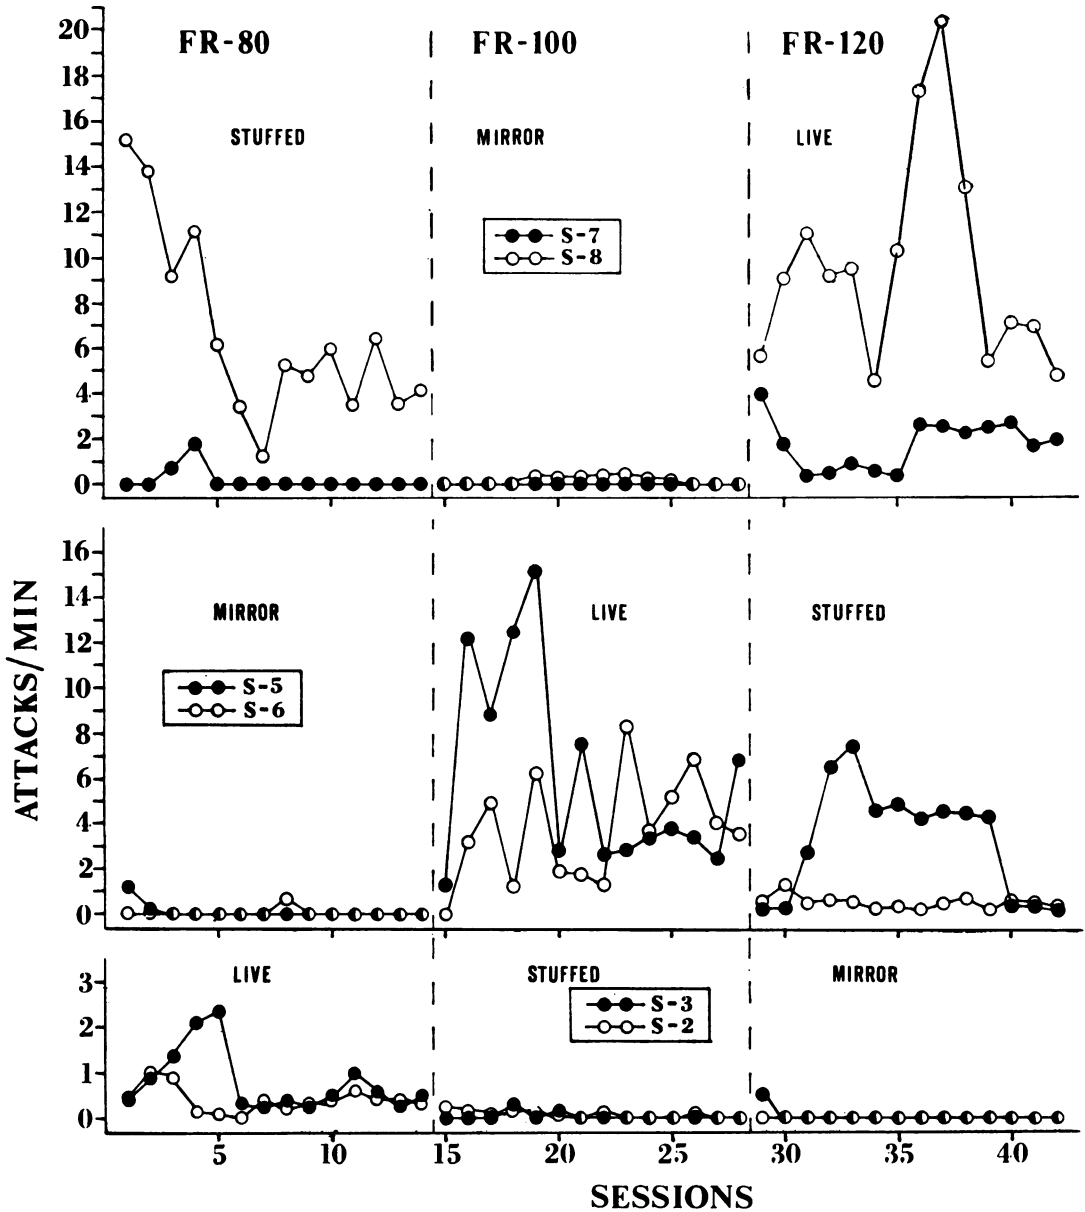 FR-80 FR-100 FR-120
STUFFED MIRROR LIVE
S-7
S-8
20
18
16
14
12
10
8
6
4
2
0
MIRROR LIVE STUFFED
S-5
S-6
16
14
12
10
8
6
4
2
0
ATTACKS/MIN
LIVE STUFFED MIRROR
S-3
S-2
3
2
1
0
5 10 15 20 25 30 35 40
SESSIONS